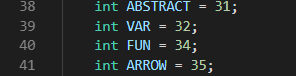 38 int ABSTRACT = 31;
39 int VAR = 32;
40 int FUN = 34;
41 int ARROW = 35;